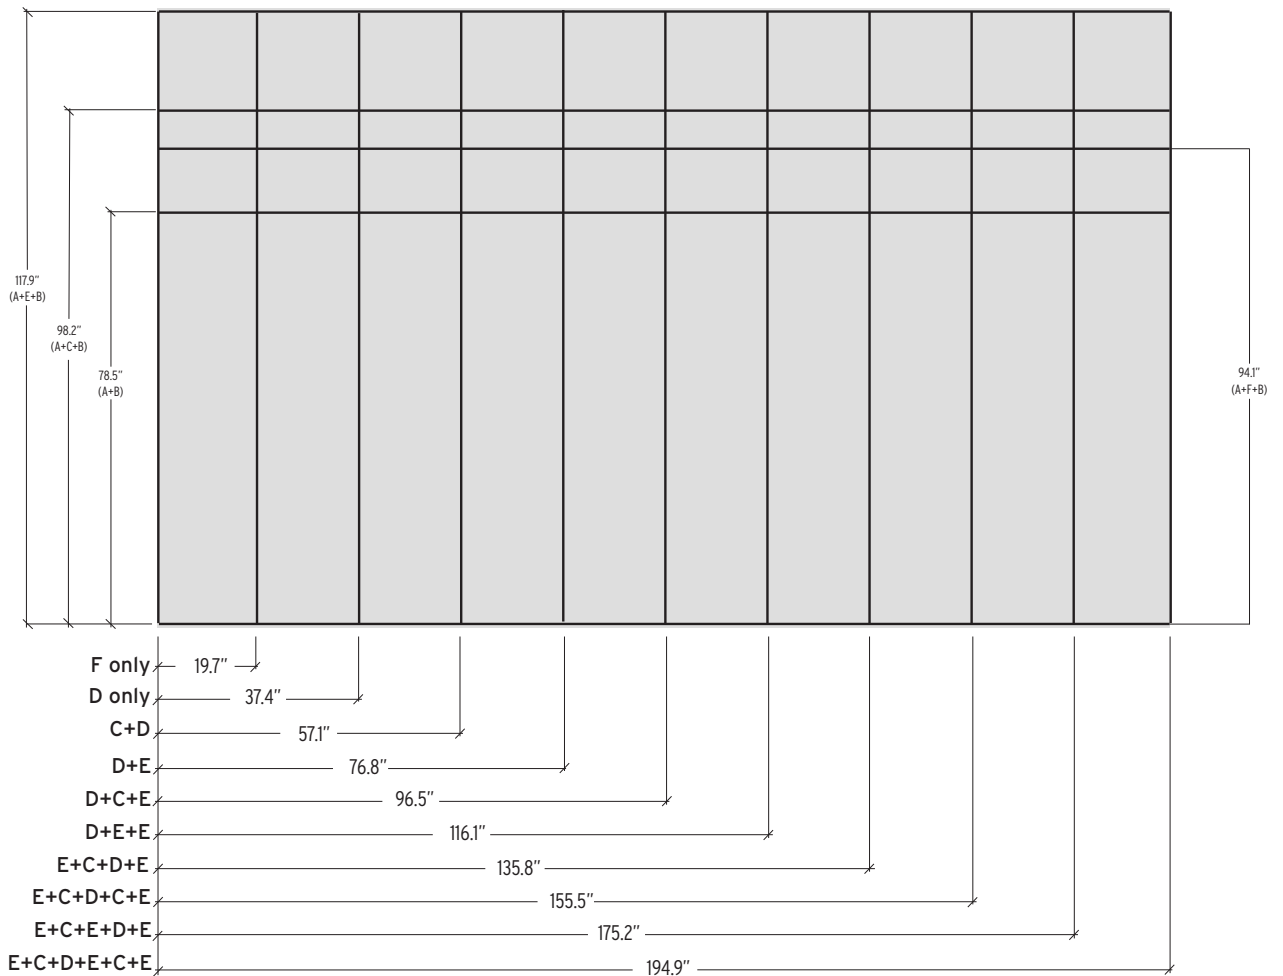 117.9"
(A+E+B)
98.2"
(A+C+B)
78.5"
(A+B)
94.1"
(A+F+B)
F only 19.7"
D only 37.4"
C+D 57.1"
D+E 76.8"
D+C+E 96.5"
D+E+E 116.1"
E+C+D+E 135.8"
E+C+D+C+E 155.5"
E+C+E+D+E 175.2"
E+C+D+E+C+E 194.9"